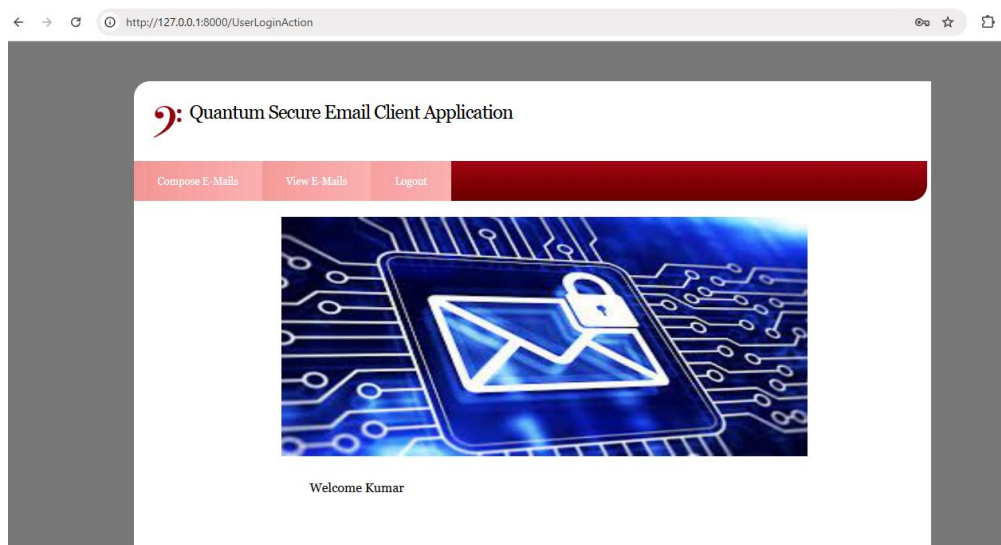 http://127.0.0.1:8000/UserLoginAction
Quantum Secure Email Client Application
Compose E-Mails View E-Mails Logout
Welcome Kumar